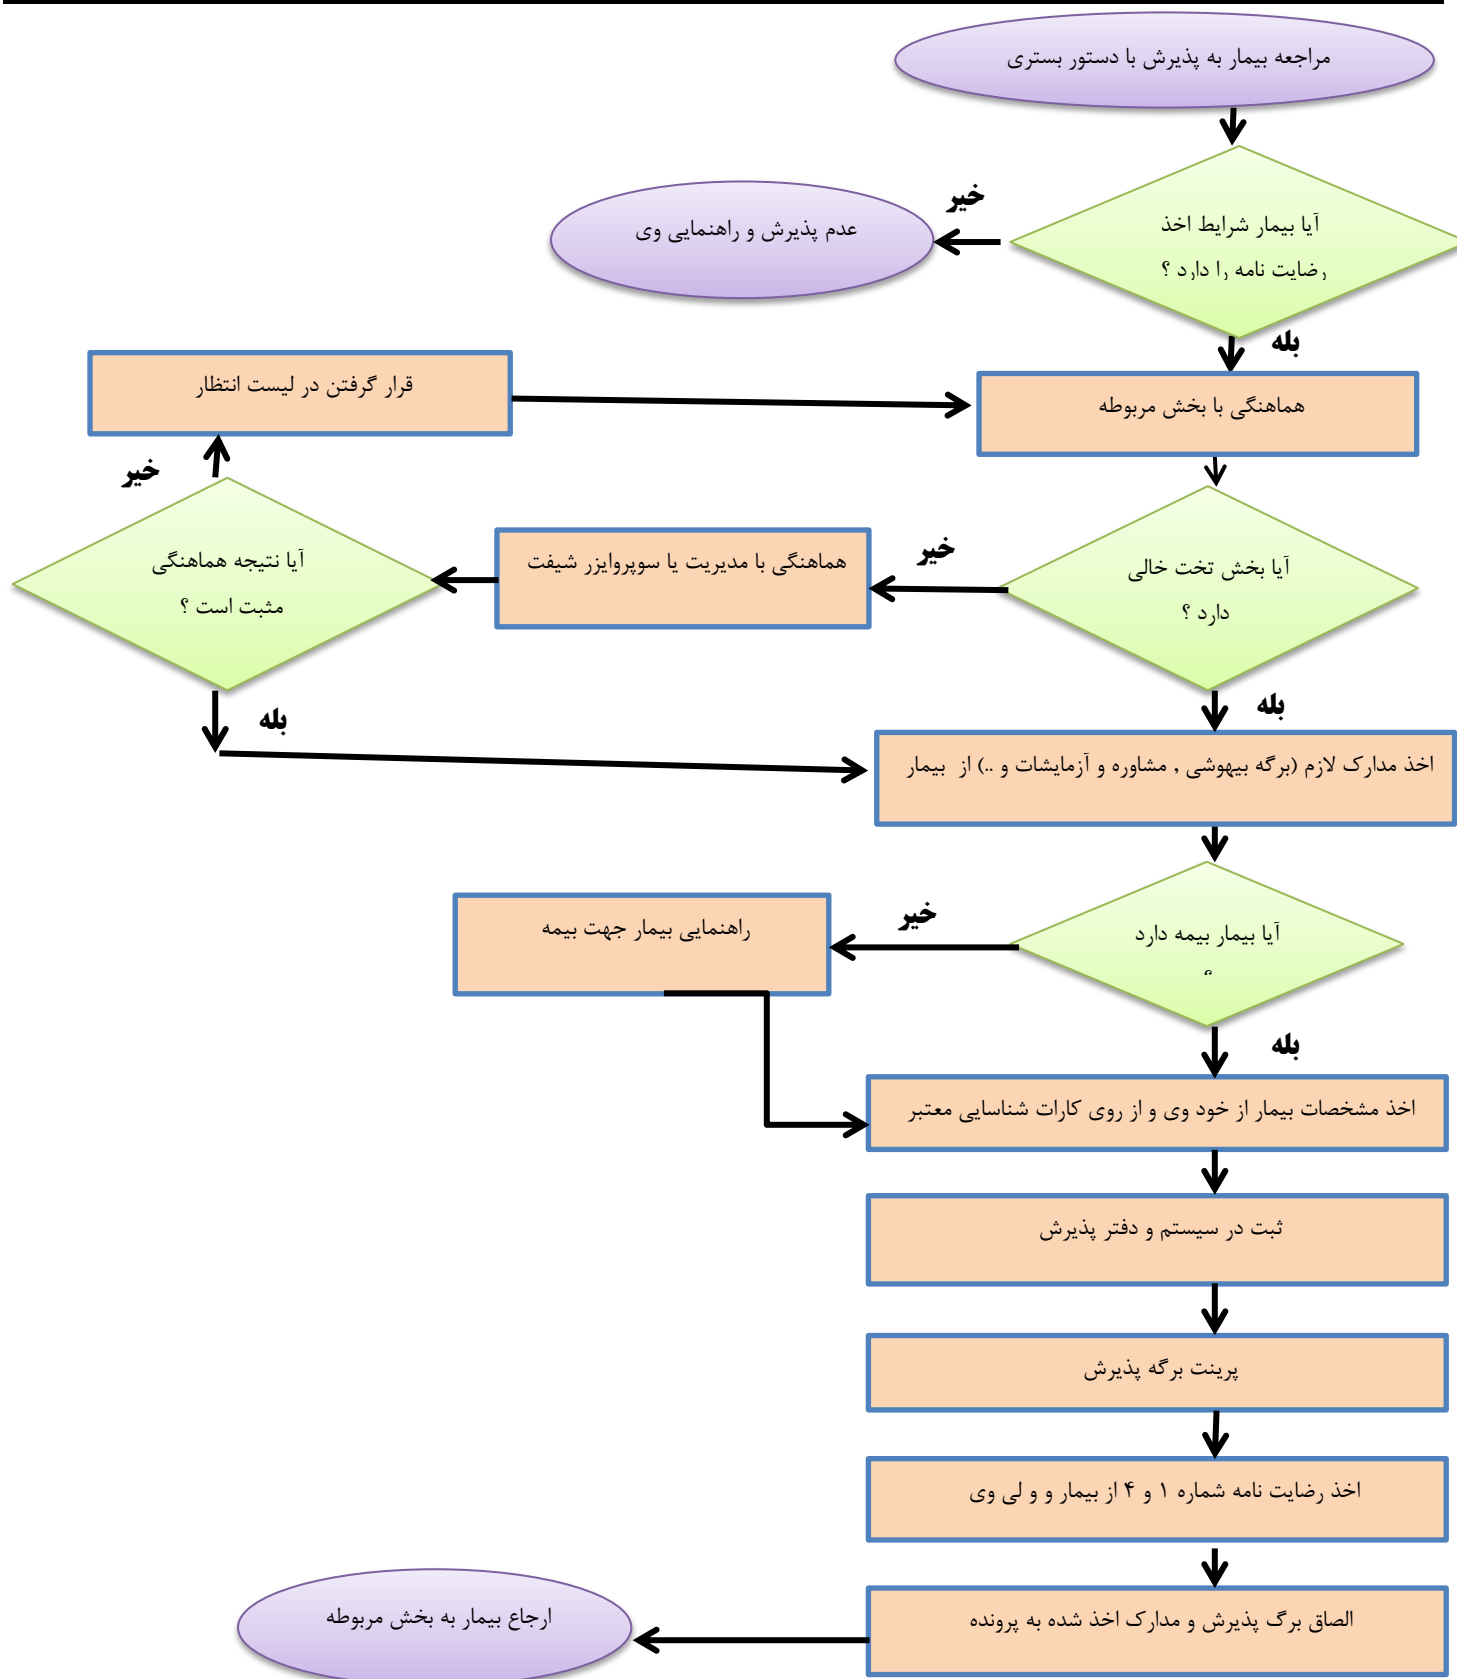 مراجعه بیمار به پذیرش با دستور بستری
آیا بیمار شرایط اخذ
رضایت نامه را دارد ؟
خیر
عدم پذیرش و راهنمایی وی
بله
قرار گرفتن در لیست انتظار
هماهنگی با بخش مربوطه
خیر
آیا نتیجه هماهنگی
مثبت است ؟
هماهنگی با مدیریت یا سوپروایزر شیفت
خیر
آیا بخش تخت خالی
دارد ؟
بله
بله
اخذ مدارک لازم (برگه بیهوشی , مشاوره و آزمایشات و ..) از بیمار
راهنمایی بیمار جهت بیمه
خیر
آیا بیمار بیمه دارد
؟
بله
اخذ مشخصات بیمار از خود وی و از روی کارات شناسایی معتبر
ثبت در سیستم و دفتر پذیرش
پرینت برگه پذیرش
اخذ رضایت نامه شماره ۱ و ۴ از بیمار و و لی وی
الصاق برگ پذیرش و مدارک اخذ شده به پرونده
ارجاع بیمار به بخش مربوطه